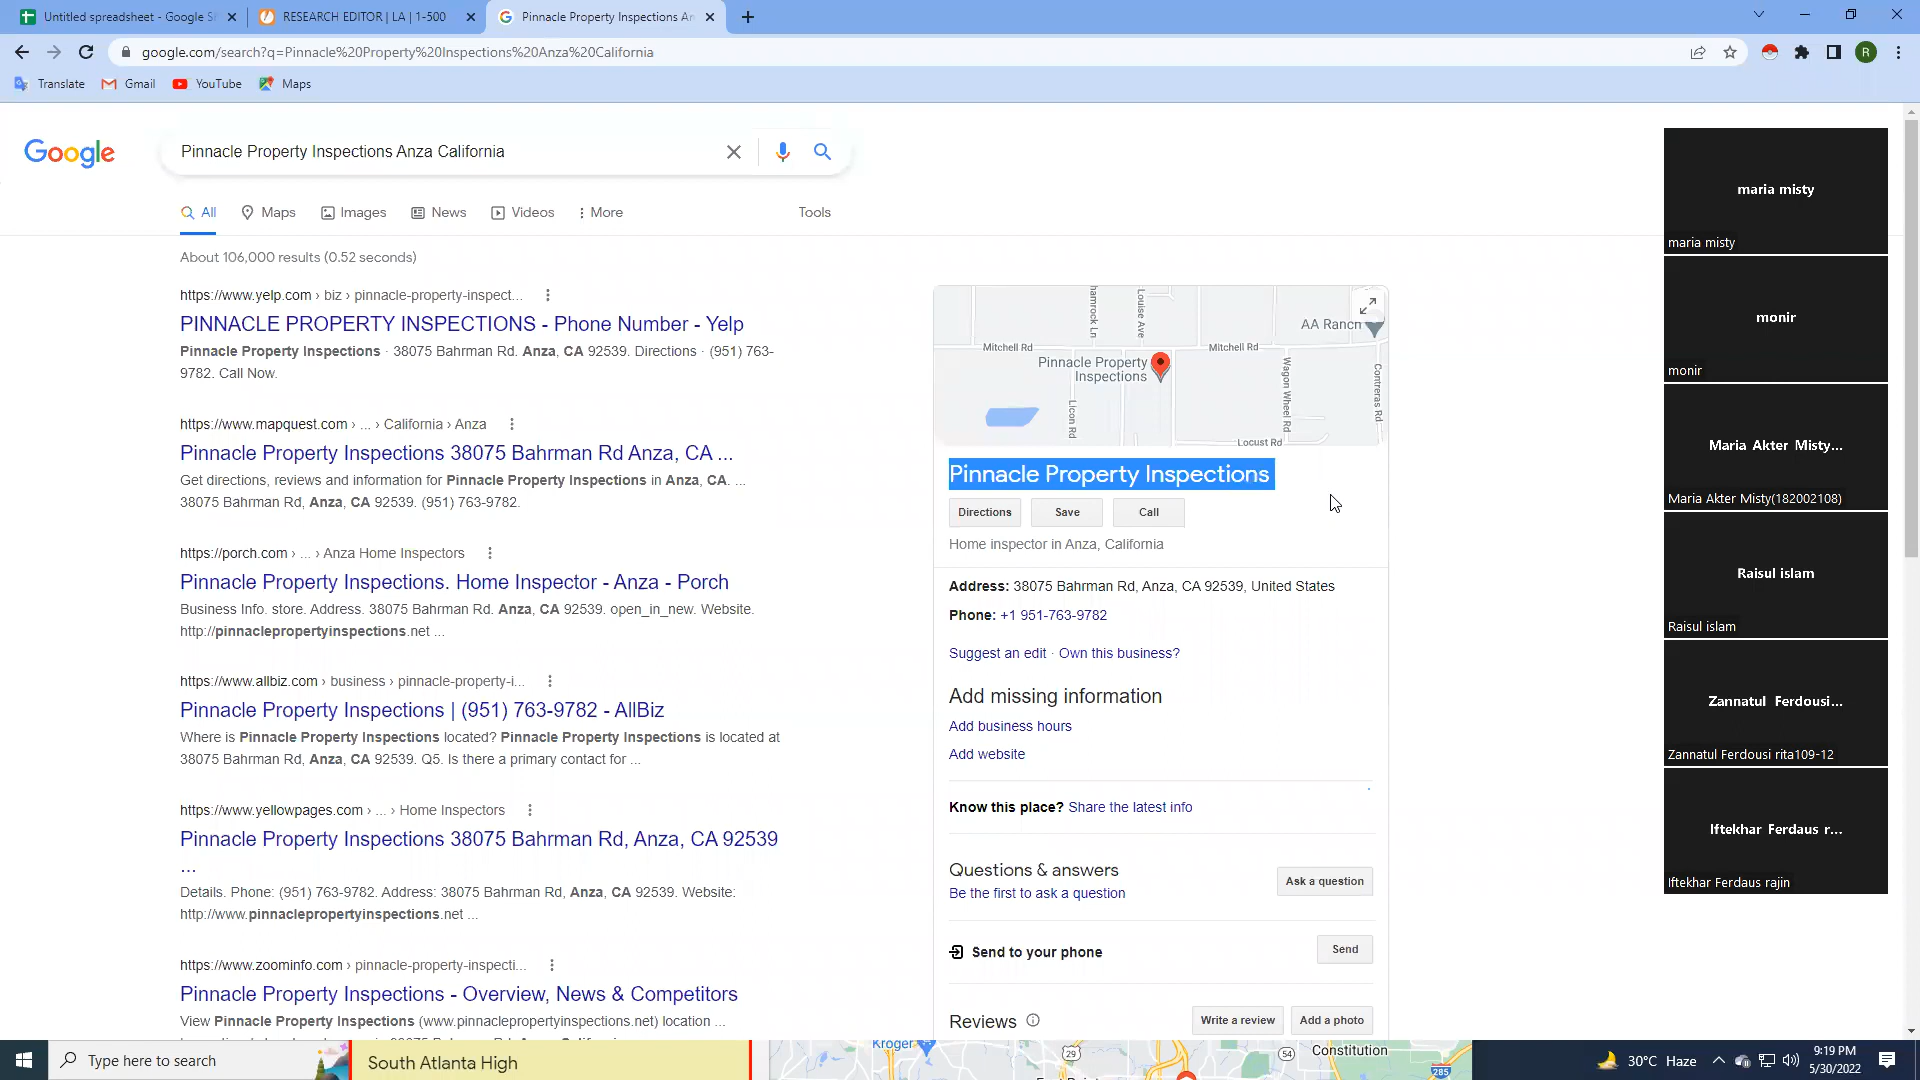 Untitled spreadsheet - Google S
RESEARCH EDITOR | LA | 1-500
Pinnacle Property Inspections An
google.com/search?q=Pinnacle%20Property%20Inspections%20Anza%20California
R
Translate
Gmail
YouTube
Maps
Google
Pinnacle Property Inspections Anza California
All
Maps
Images
News
Videos
More
Tools
About 106,000 results (0.52 seconds)
https://www.yelp.com › biz › pinnacle-property-inspect...
PINNACLE PROPERTY INSPECTIONS - Phone Number - Yelp
Pinnacle Property Inspections · 38075 Bahrman Rd. Anza, CA 92539. Directions · (951) 763-
9782. Call Now.
https://www.mapquest.com › ... › California › Anza
Pinnacle Property Inspections 38075 Bahrman Rd Anza, CA ...
Get directions, reviews and information for Pinnacle Property Inspections in Anza, CA. ...
38075 Bahrman Rd, Anza, CA 92539. (951) 763-9782.
https://porch.com › ... › Anza Home Inspectors
Pinnacle Property Inspections. Home Inspector - Anza - Porch
Business Info. store. Address. 38075 Bahrman Rd. Anza, CA 92539. open_in_new. Website.
http://pinnaclepropertyinspections.net ...
https://www.allbiz.com › business › pinnacle-property-i...
Pinnacle Property Inspections | (951) 763-9782 - AllBiz
Where is Pinnacle Property Inspections located? Pinnacle Property Inspections is located at
38075 Bahrman Rd, Anza, CA 92539. Q5. Is there a primary contact for ...
https://www.yellowpages.com › ... › Home Inspectors
Pinnacle Property Inspections 38075 Bahrman Rd, Anza, CA 92539
...
Details. Phone: (951) 763-9782. Address: 38075 Bahrman Rd, Anza, CA 92539. Website:
http://www.pinnaclepropertyinspections.net ...
https://www.zoominfo.com › pinnacle-property-inspecti...
Pinnacle Property Inspections - Overview, News & Competitors
View Pinnacle Property Inspections (www.pinnaclepropertyinspections.net) location ...
hamrock Ln
Louise Ave
AA Ranch
Mitchell Rd
Mitchell Rd
Pinnacle Property
Inspections
Wagon Wheel Rd
Contreras Rd
Licon Rd
Locust Rd
Pinnacle Property Inspections
Directions
Save
Call
Home inspector in Anza, California
Address: 38075 Bahrman Rd, Anza, CA 92539, United States
Phone: +1 951-763-9782
Suggest an edit · Own this business?
Add missing information
Add business hours
Add website
Know this place? Share the latest info
Questions & answers
Be the first to ask a question
Ask a question
Send to your phone
Send
Reviews
Write a review
Add a photo
maria misty
maria misty
monir
monir
Maria Akter Misty...
Maria Akter Misty(182002108)
Raisul islam
Raisul islam
Zannatul Ferdousi...
Zannatul Ferdousi rita109-12
Iftekhar Ferdaus r...
Iftekhar Ferdaus rajin
Type here to search
South Atlanta High
Kroger
29
54
Constitution
285
30°C Haze
9:19 PM
5/30/2022